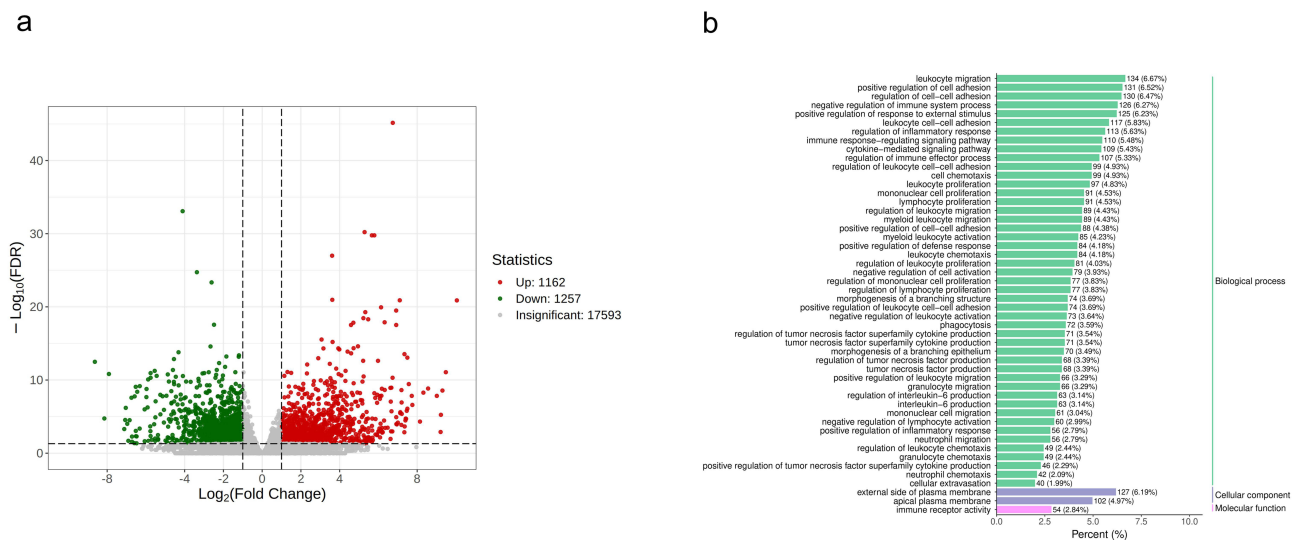 a
40
30
20
10
0
-8
-4
-2
0
2
4
8
Log2(Fold Change)
− Log10(FDR)
Statistics
Up: 1162
Down: 1257
Insignificant: 17593
b
leukocyte migration 134 (6.67%)
positive regulation of cell adhesion 131 (6.52%)
regulation of cell−cell adhesion 130 (6.47%)
negative regulation of immune system process 126 (6.27%)
positive regulation of response to external stimulus 125 (6.23%)
leukocyte cell−cell adhesion 117 (5.83%)
regulation of inflammatory response 113 (5.63%)
immune response−regulating signaling pathway 110 (5.48%)
cytokine−mediated signaling pathway 109 (5.43%)
regulation of immune effector process 107 (5.33%)
regulation of leukocyte cell−cell adhesion 99 (4.93%)
cell chemotaxis 99 (4.93%)
leukocyte proliferation 97 (4.83%)
mononuclear cell proliferation 91 (4.53%)
lymphocyte proliferation 91 (4.53%)
regulation of leukocyte migration 89 (4.43%)
myeloid leukocyte migration 89 (4.43%)
positive regulation of cell−cell adhesion 88 (4.38%)
myeloid leukocyte activation 85 (4.23%)
positive regulation of defense response 84 (4.18%)
leukocyte chemotaxis 84 (4.18%)
regulation of leukocyte proliferation 81 (4.03%)
negative regulation of cell activation 79 (3.93%)
regulation of mononuclear cell proliferation 77 (3.83%)
regulation of lymphocyte proliferation 77 (3.83%)
morphogenesis of a branching structure 74 (3.69%)
positive regulation of leukocyte cell−cell adhesion 74 (3.69%)
negative regulation of leukocyte activation 73 (3.64%)
phagocytosis 72 (3.59%)
regulation of tumor necrosis factor superfamily cytokine production 71 (3.54%)
tumor necrosis factor superfamily cytokine production 71 (3.54%)
morphogenesis of a branching epithelium 70 (3.49%)
regulation of tumor necrosis factor production 68 (3.39%)
tumor necrosis factor production 68 (3.39%)
positive regulation of leukocyte migration 66 (3.29%)
granulocyte migration 66 (3.29%)
regulation of interleukin−6 production 63 (3.14%)
interleukin−6 production 63 (3.14%)
mononuclear cell migration 61 (3.04%)
negative regulation of lymphocyte activation 60 (2.99%)
positive regulation of inflammatory response 56 (2.79%)
neutrophil migration 56 (2.79%)
regulation of leukocyte chemotaxis 49 (2.44%)
granulocyte chemotaxis 49 (2.44%)
positive regulation of tumor necrosis factor superfamily cytokine production 46 (2.29%)
neutrophil chemotaxis 42 (2.09%)
cellular extravasation 40 (1.99%)
external side of plasma membrane 127 (6.19%)
apical plasma membrane 102 (4.97%)
immune receptor activity 54 (2.84%)
Biological process
Cellular component
Molecular function
0.0
2.5
5.0
7.5
10.0
Percent (%)